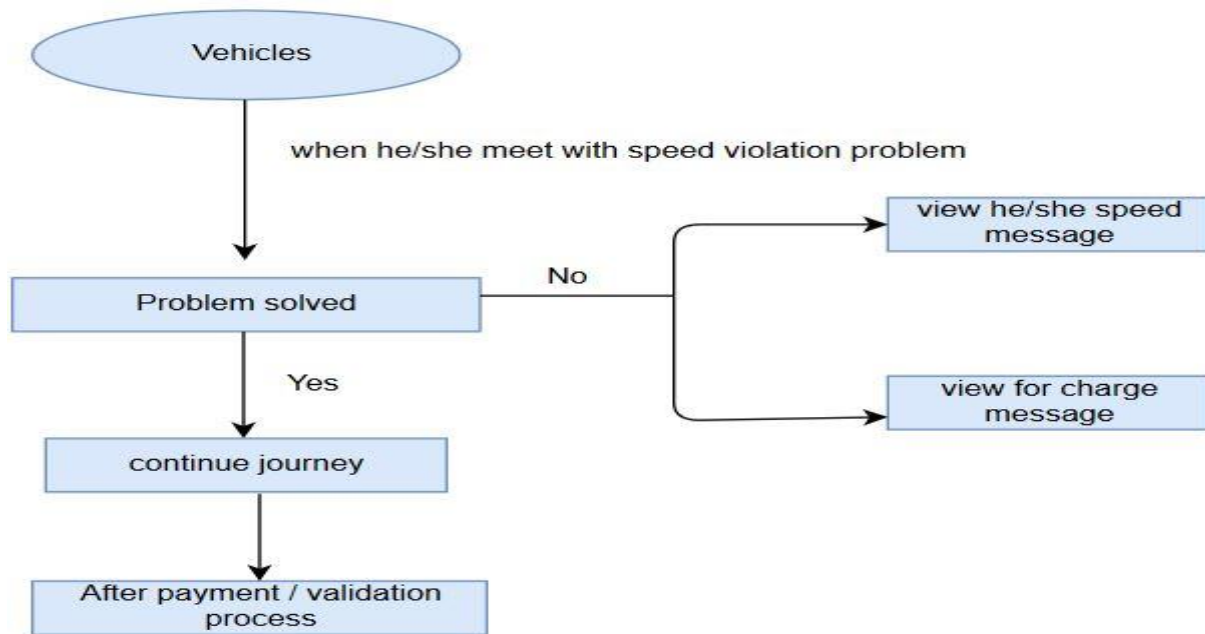 Vehicles
when he/she meet with speed violation problem
view he/she speed
message
No
Problem solved
Yes
view for charge
message
continue journey
After payment / validation
process